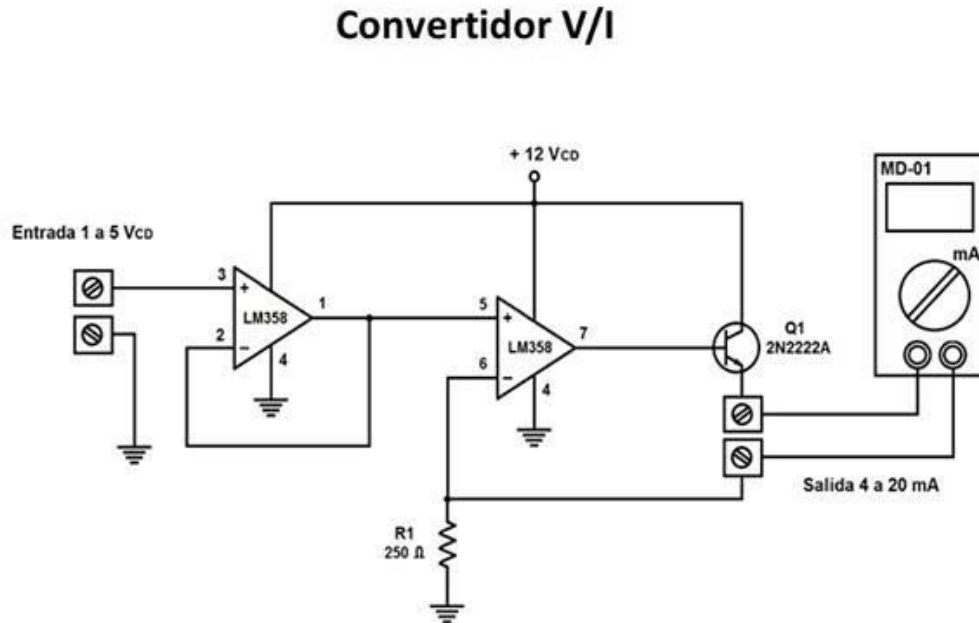 Convertidor V/I
+ 12 VCD
MD-01
Entrada 1 a 5 VCD
mA
3
+
LM358
1
2
−
4
5
+
LM358
7
6
−
4
Q1
2N2222A
Salida 4 a 20 mA
R1
250 Ω